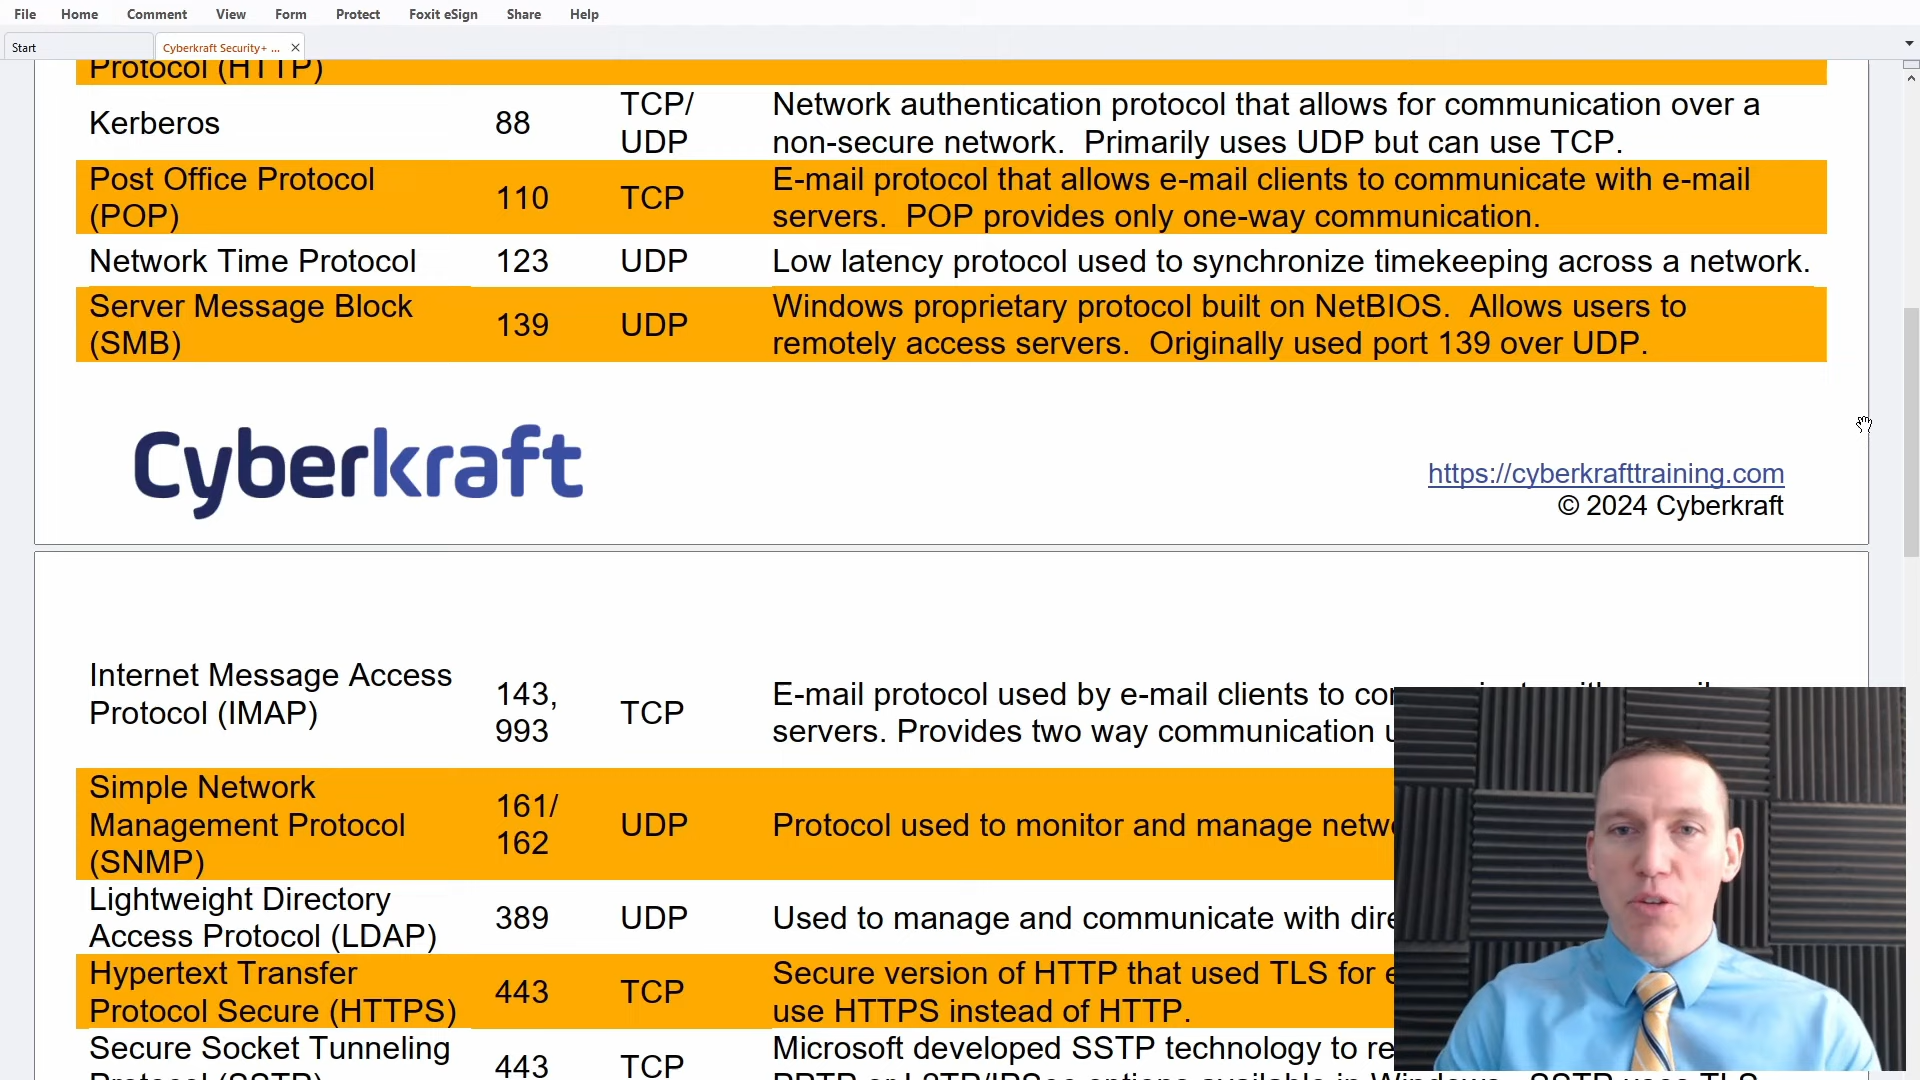 File Home Comment View Form Protect Foxit eSign Share Help
Start
Cyberkraft Security+ ...
Protocol (HTTP)
Kerberos 88 TCP/ UDP Network authentication protocol that allows for communication over a
non-secure network. Primarily uses UDP but can use TCP.
Post Office Protocol
(POP)
110 TCP E-mail protocol that allows e-mail clients to communicate with e-mail
servers. POP provides only one-way communication.
Network Time Protocol 123 UDP Low latency protocol used to synchronize timekeeping across a network.
Server Message Block
(SMB)
139 UDP Windows proprietary protocol built on NetBIOS. Allows users to
remotely access servers. Originally used port 139 over UDP.
Cyberkraft
https://cyberkrafttraining.com
© 2024 Cyberkraft
Internet Message Access
Protocol (IMAP)
143,
993
TCP
E-mail protocol used by e-mail clients to
servers. Provides two way communication
Simple Network
Management Protocol
(SNMP)
161/
162
UDP
Protocol used to monitor and manage
Lightweight Directory
Access Protocol (LDAP)
389 UDP Used to manage and communicate with
Hypertext Transfer
Protocol Secure (HTTPS)
443 TCP Secure version of HTTP that used TLS for
use HTTPS instead of HTTP.
Secure Socket Tunneling
443 TCP Microsoft developed SSTP technology to